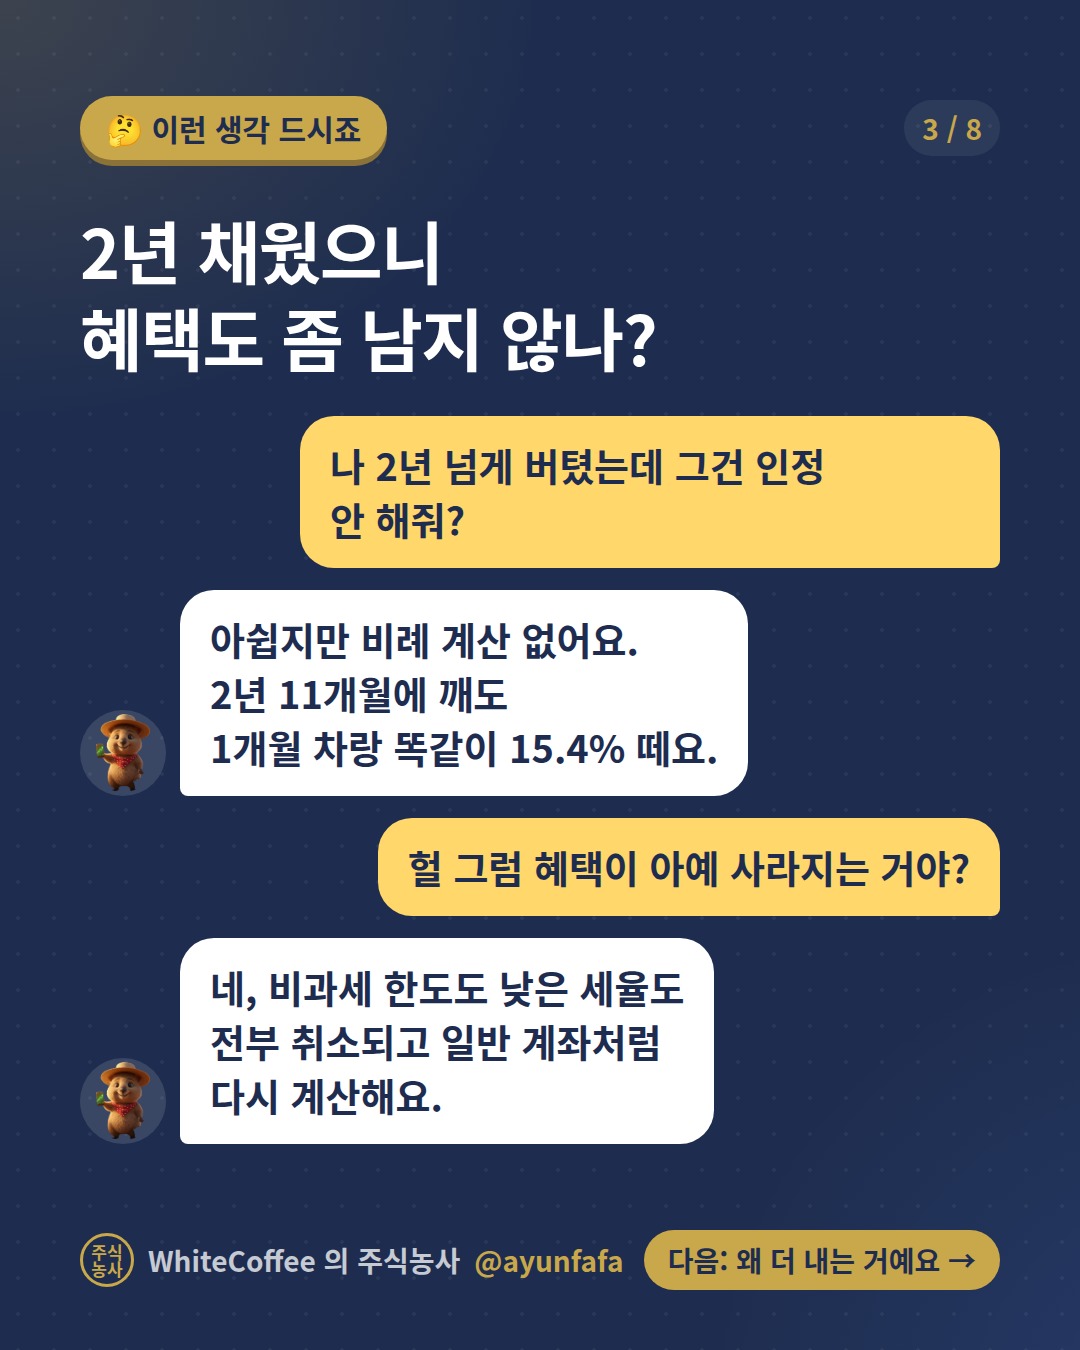 🤔 이런 생각 드시죠
3 / 8
2년 채웠으니
혜택도 좀 남지 않나?
나 2년 넘게 버텼는데 그건 인정
안 해줘?
아쉽지만 비례 계산 없어요.
2년 11개월에 깨도
1개월 차랑 똑같이 15.4% 떼요.
헐 그럼 혜택이 아예 사라지는 거야?
네, 비과세 한도도 낮은 세율도
전부 취소되고 일반 계좌처럼
다시 계산해요.
주식
농사
WhiteCoffee 의 주식농사 @ayunfafa
다음: 왜 더 내는 거예요 →